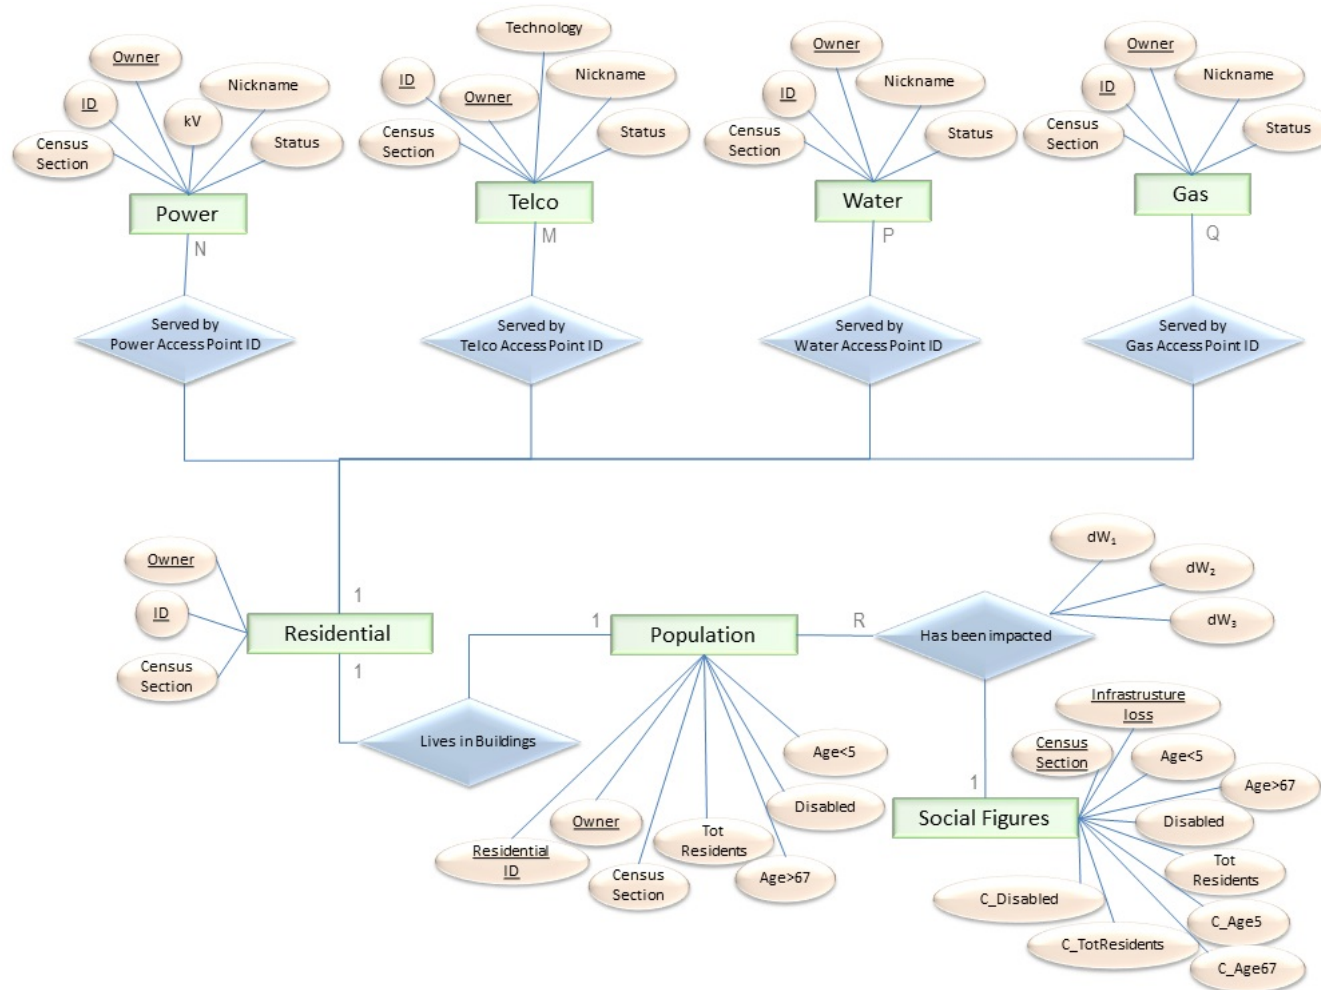 Owner
ID
kV
Nickname
Census
Section
Status
Power
N
Technology
ID
Owner
Nickname
Census
Section
Status
Telco
M
Owner
ID
Nickname
Census
Section
Status
Water
P
Owner
ID
Nickname
Census
Section
Status
Gas
Q
Served by
Power Access Point ID
Served by
Telco Access Point ID
Served by
Water Access Point ID
Served by
Gas Access Point ID
Owner
ID
Census
Section
1
Residential
1
1
Population
R
Has been impacted
dW₁
dW₂
dW₃
Lives in Buildings
Age<5
Disabled
Owner
Tot
Residents
Residential
ID
Census
Section
Age>67
1
Social Figures
Infrastrusture
loss
Census
Section
Age<5
Age>67
Disabled
Tot
Residents
C_Disabled
C_Age5
C_TotResidents
C_Age67